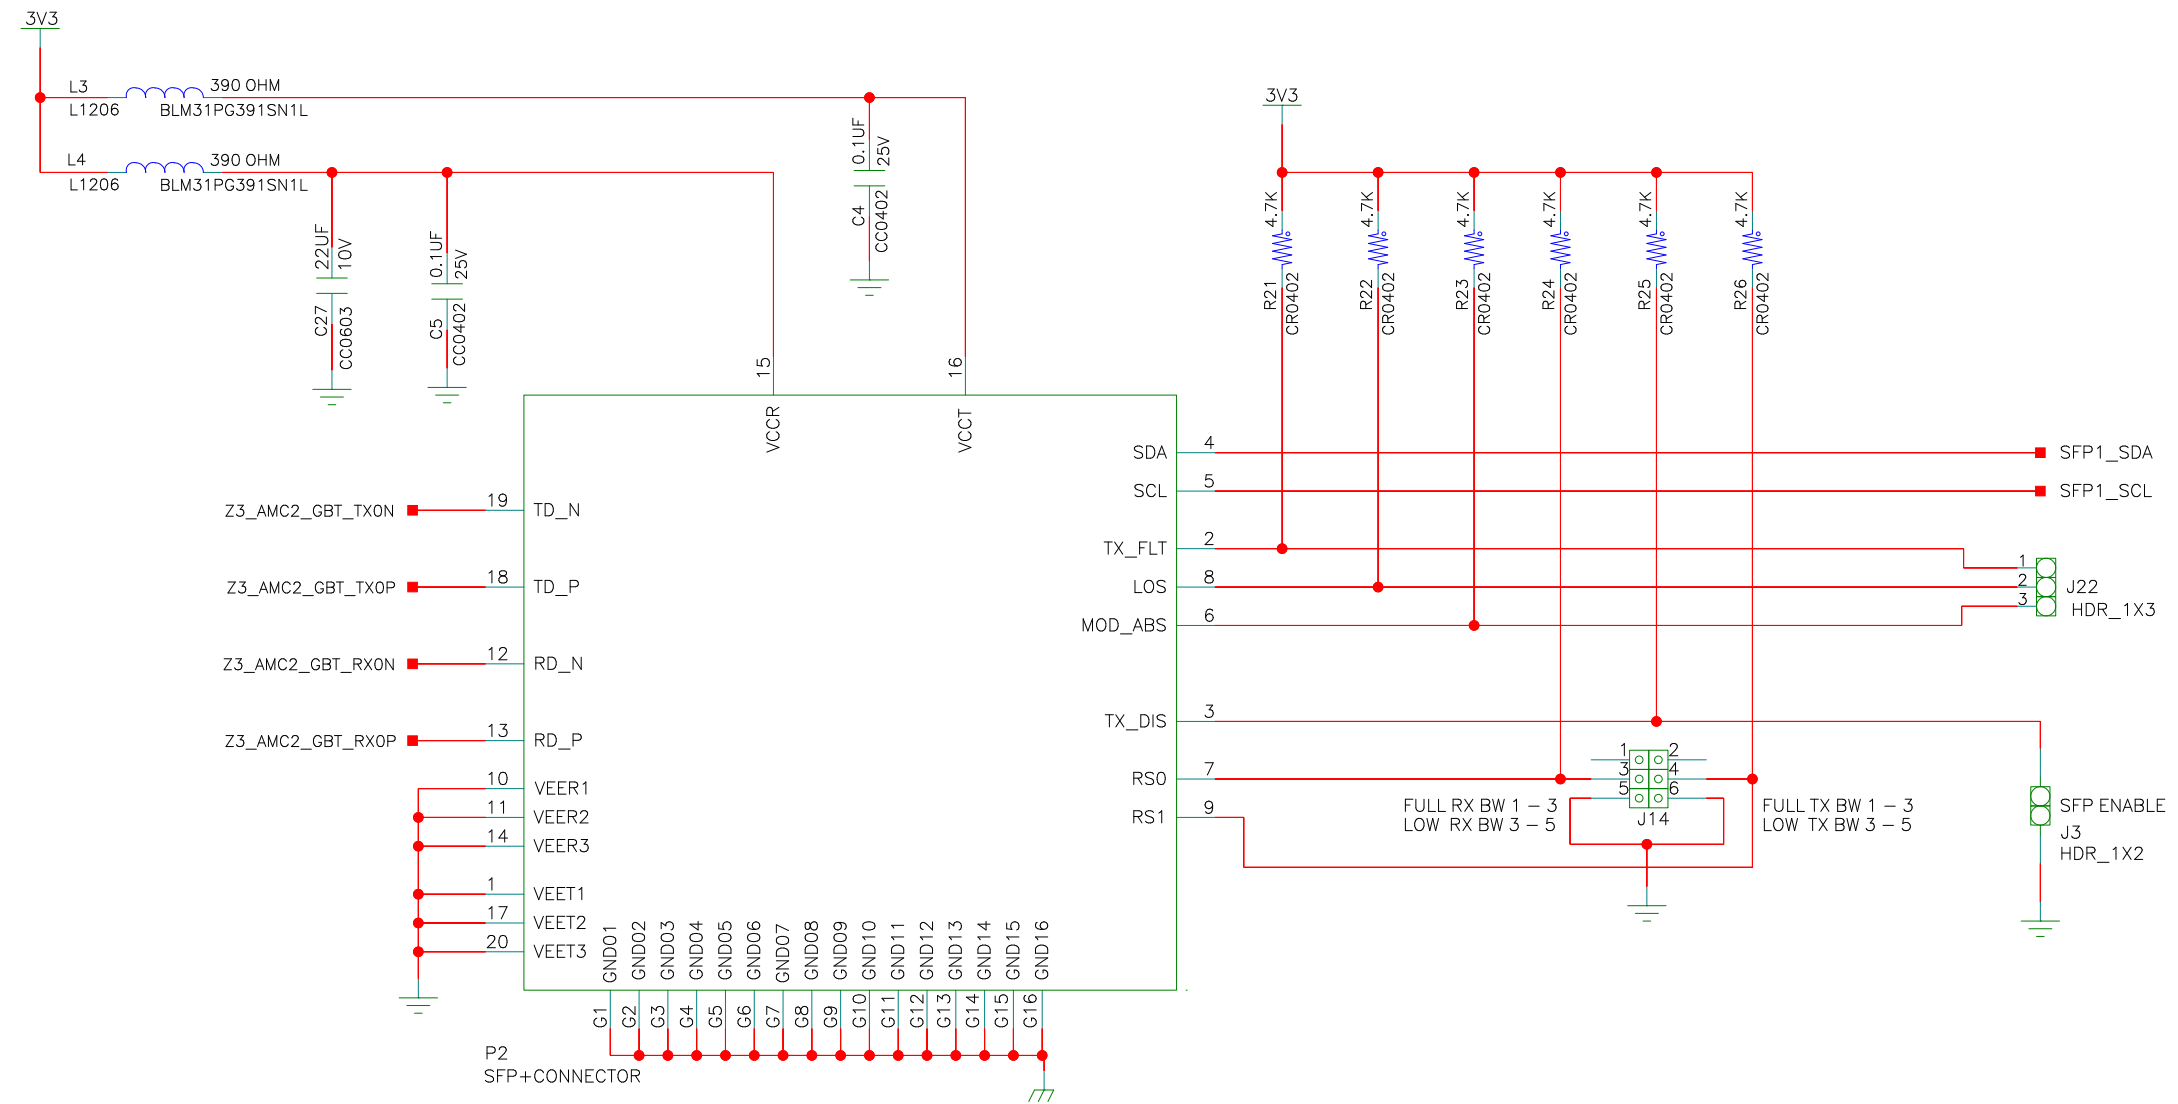 3V3
L3
390 OHM
L1206
BLM31PG391SN1L
L4
390 OHM
L1206
BLM31PG391SN1L
22UF
10V
C27
CC0603
0.1UF
25V
C5
CC0402
0.1UF
25V
C4
CC0402
15
VCCR
16
VCCT
3V3
4.7K
R21
CR0402
4.7K
R22
CR0402
4.7K
R23
CR0402
4.7K
R24
CR0402
4.7K
R25
CR0402
4.7K
R26
CR0402
Z3_AMC2_GBT_TX0N
19
TD_N
Z3_AMC2_GBT_TX0P
18
TD_P
Z3_AMC2_GBT_RX0N
12
RD_N
Z3_AMC2_GBT_RX0P
13
RD_P
10
VEER1
11
VEER2
14
VEER3
1
VEET1
17
VEET2
20
VEET3
SDA
4
SFP1_SDA
SCL
5
SFP1_SCL
TX_FLT
2
LOS
8
MOD_ABS
6
1
2
3
J22
HDR_1X3
TX_DIS
3
RS0
7
RS1
9
1
2
3
4
5
6
J14
FULL RX BW 1 - 3
LOW RX BW 3 - 5
FULL TX BW 1 - 3
LOW TX BW 3 - 5
SFP ENABLE
J3
HDR_1X2
GND01
GND02
GND03
GND04
GND05
GND06
GND07
GND08
GND09
GND10
GND11
GND12
GND13
GND14
GND15
GND16
G1
G2
G3
G4
G5
G6
G7
G8
G9
G10
G11
G12
G13
G14
G15
G16
P2
SFP+CONNECTOR